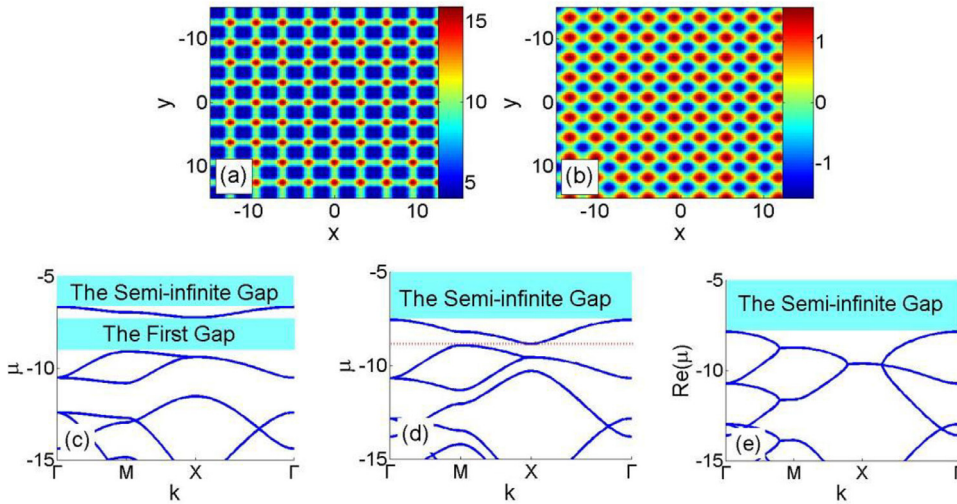 -10
0
10
y
(a)
-10 0 10
x
15
10
5
-10
0
10
y
(b)
-10 0 10
x
1
0
-1
-5
-10
-15
μ
The Semi-infinite Gap
The First Gap
(c)
Γ M X Γ
k
-5
-10
-15
μ
The Semi-infinite Gap
(d)
Γ M X Γ
k
-5
-10
-15
Re(μ)
The Semi-infinite Gap
(e)
Γ M X Γ
k